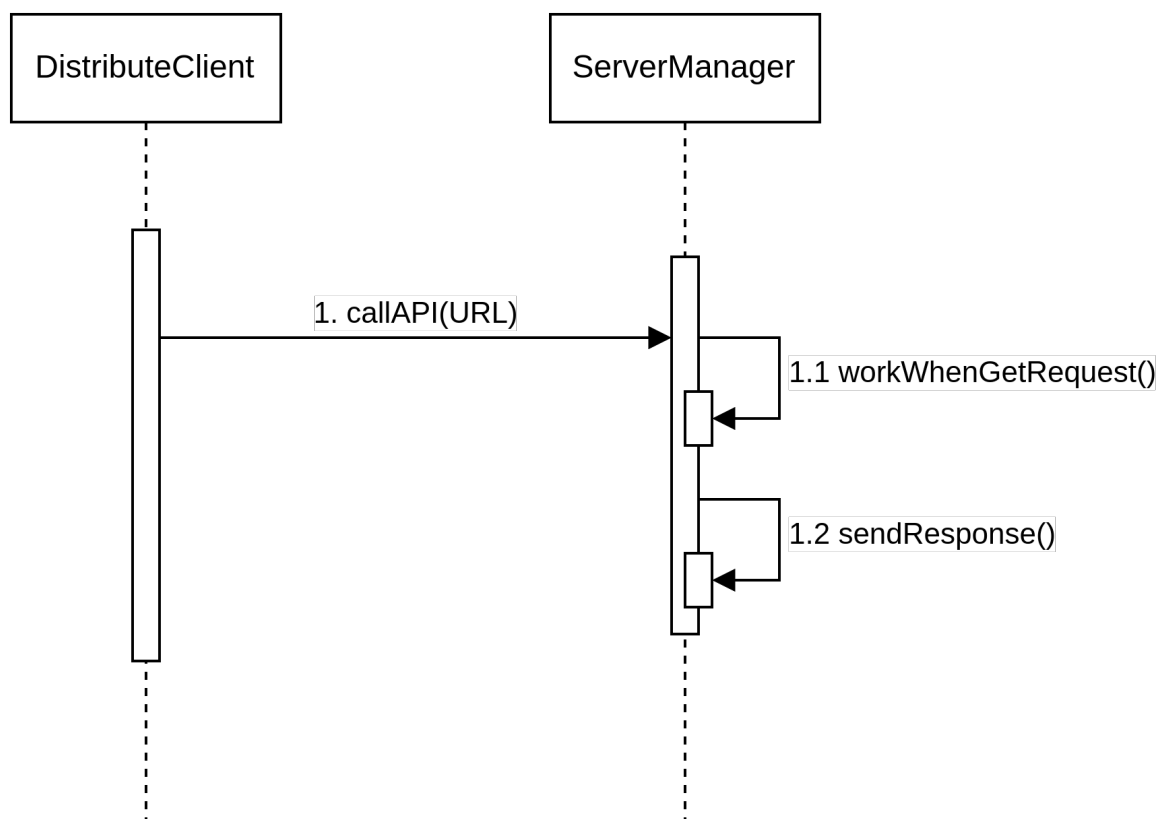 DistributeClient
ServerManager
1. callAPI(URL)
1.1 workWhenGetRequest()
1.2 sendResponse()